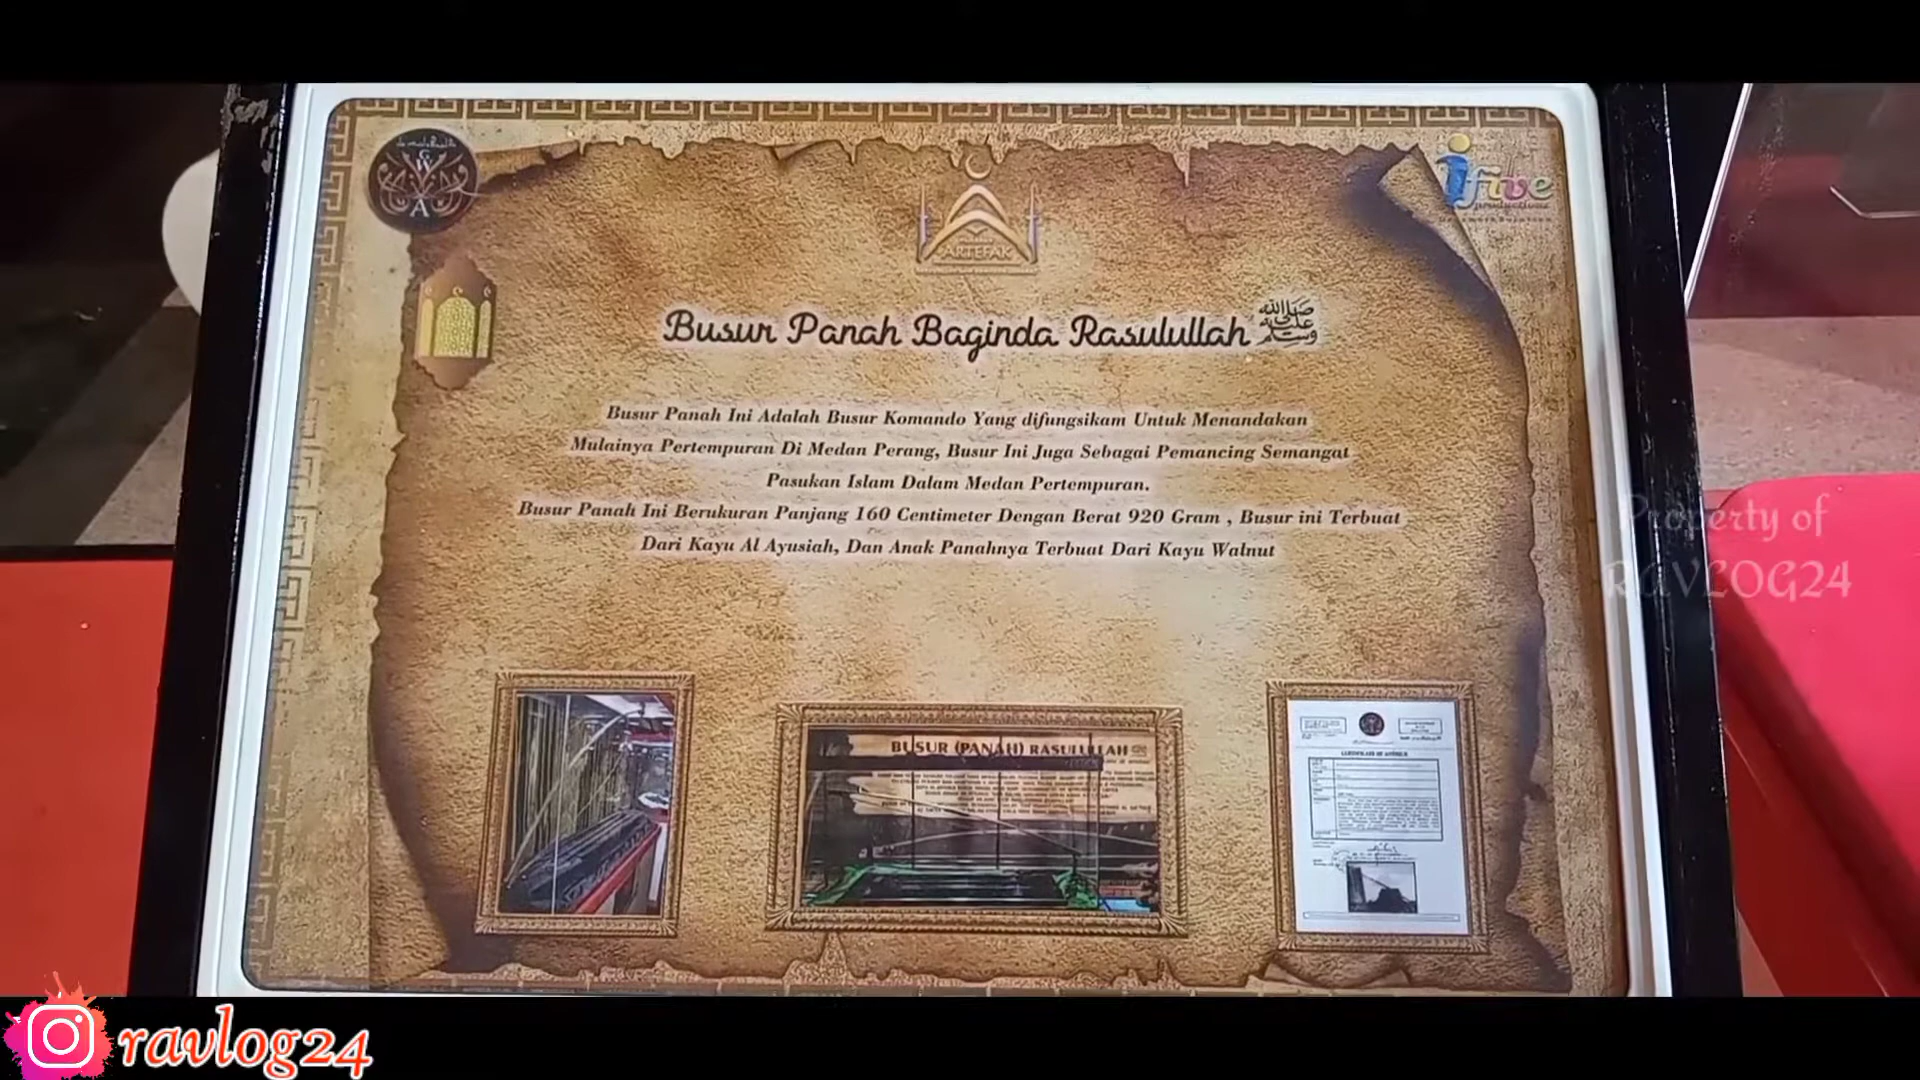 ifive
productions
ARTEFAK
Busur Panah Baginda Rasulullah ﷺ
Busur Panah Ini Adalah Busur Komando Yang difungsikam Untuk Menandakan
Mulainya Pertempuran Di Medan Perang, Busur Ini Juga Sebagai Pemancing Semangat
Pasukan Islam Dalam Medan Pertempuran.
Busur Panah Ini Berukuran Panjang 160 Centimeter Dengan Berat 920 Gram , Busur ini Terbuat
Dari Kayu Al Ayusiah, Dan Anak Panahnya Terbuat Dari Kayu Walnut
Property of
RAVLOG24
BUSUR (PANAH) RASULULLAH
ravlog24